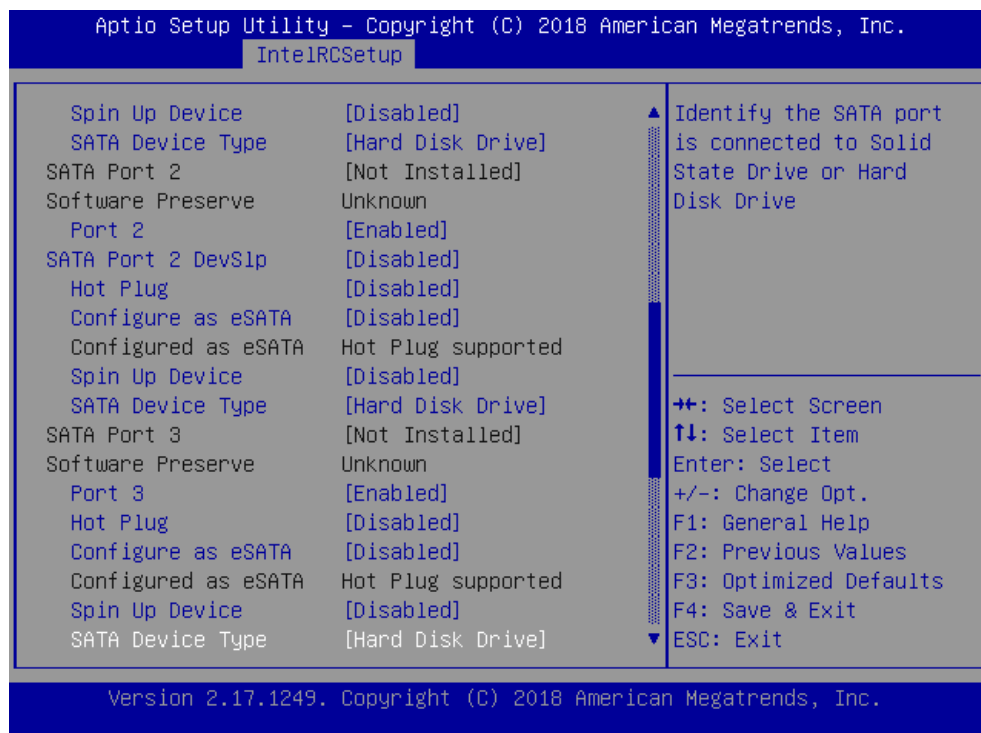 Aptio Setup Utility – Copyright (C) 2018 American Megatrends, Inc.
IntelRCSetup
Spin Up Device [Disabled]
SATA Device Type [Hard Disk Drive]
SATA Port 2 [Not Installed]
Software Preserve Unknown
Port 2 [Enabled]
SATA Port 2 DevSlp [Disabled]
Hot Plug [Disabled]
Configure as eSATA [Disabled]
Configured as eSATA Hot Plug supported
Spin Up Device [Disabled]
SATA Device Type [Hard Disk Drive]
SATA Port 3 [Not Installed]
Software Preserve Unknown
Port 3 [Enabled]
Hot Plug [Disabled]
Configure as eSATA [Disabled]
Configured as eSATA Hot Plug supported
Spin Up Device [Disabled]
SATA Device Type [Hard Disk Drive]
Identify the SATA port
is connected to Solid
State Drive or Hard
Disk Drive
→←: Select Screen
↑↓: Select Item
Enter: Select
+/-: Change Opt.
F1: General Help
F2: Previous Values
F3: Optimized Defaults
F4: Save & Exit
ESC: Exit
Version 2.17.1249. Copyright (C) 2018 American Megatrends, Inc.